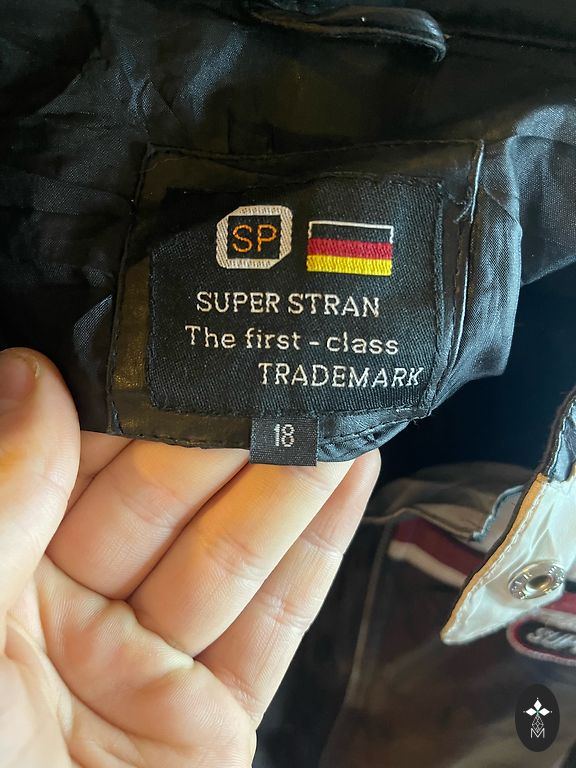 SP
SUPER STRAN
The first - class
TRADEMARK
18